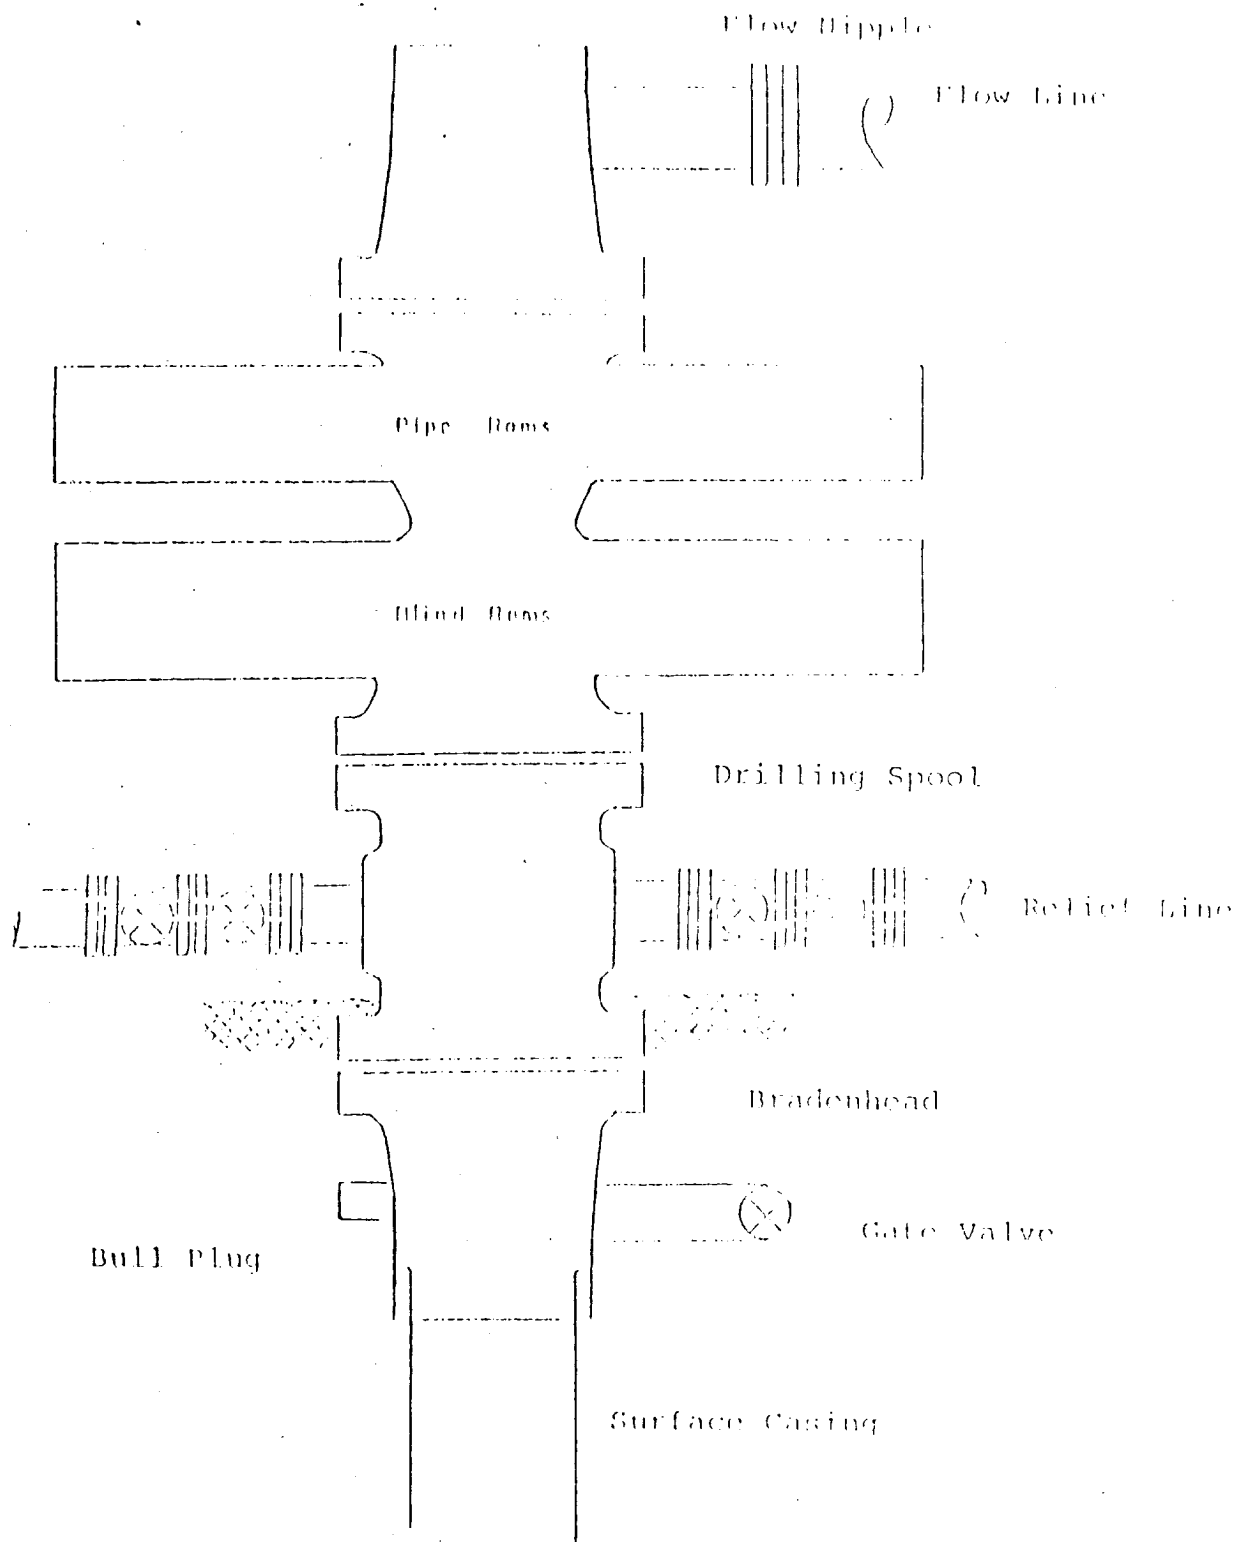 Flow Nipple
Flow Line
Pipe Rams
Blind Rams
Drilling Spool
Relief Line
Bradenhead
Gate Valve
Bull Plug
Surface Casing